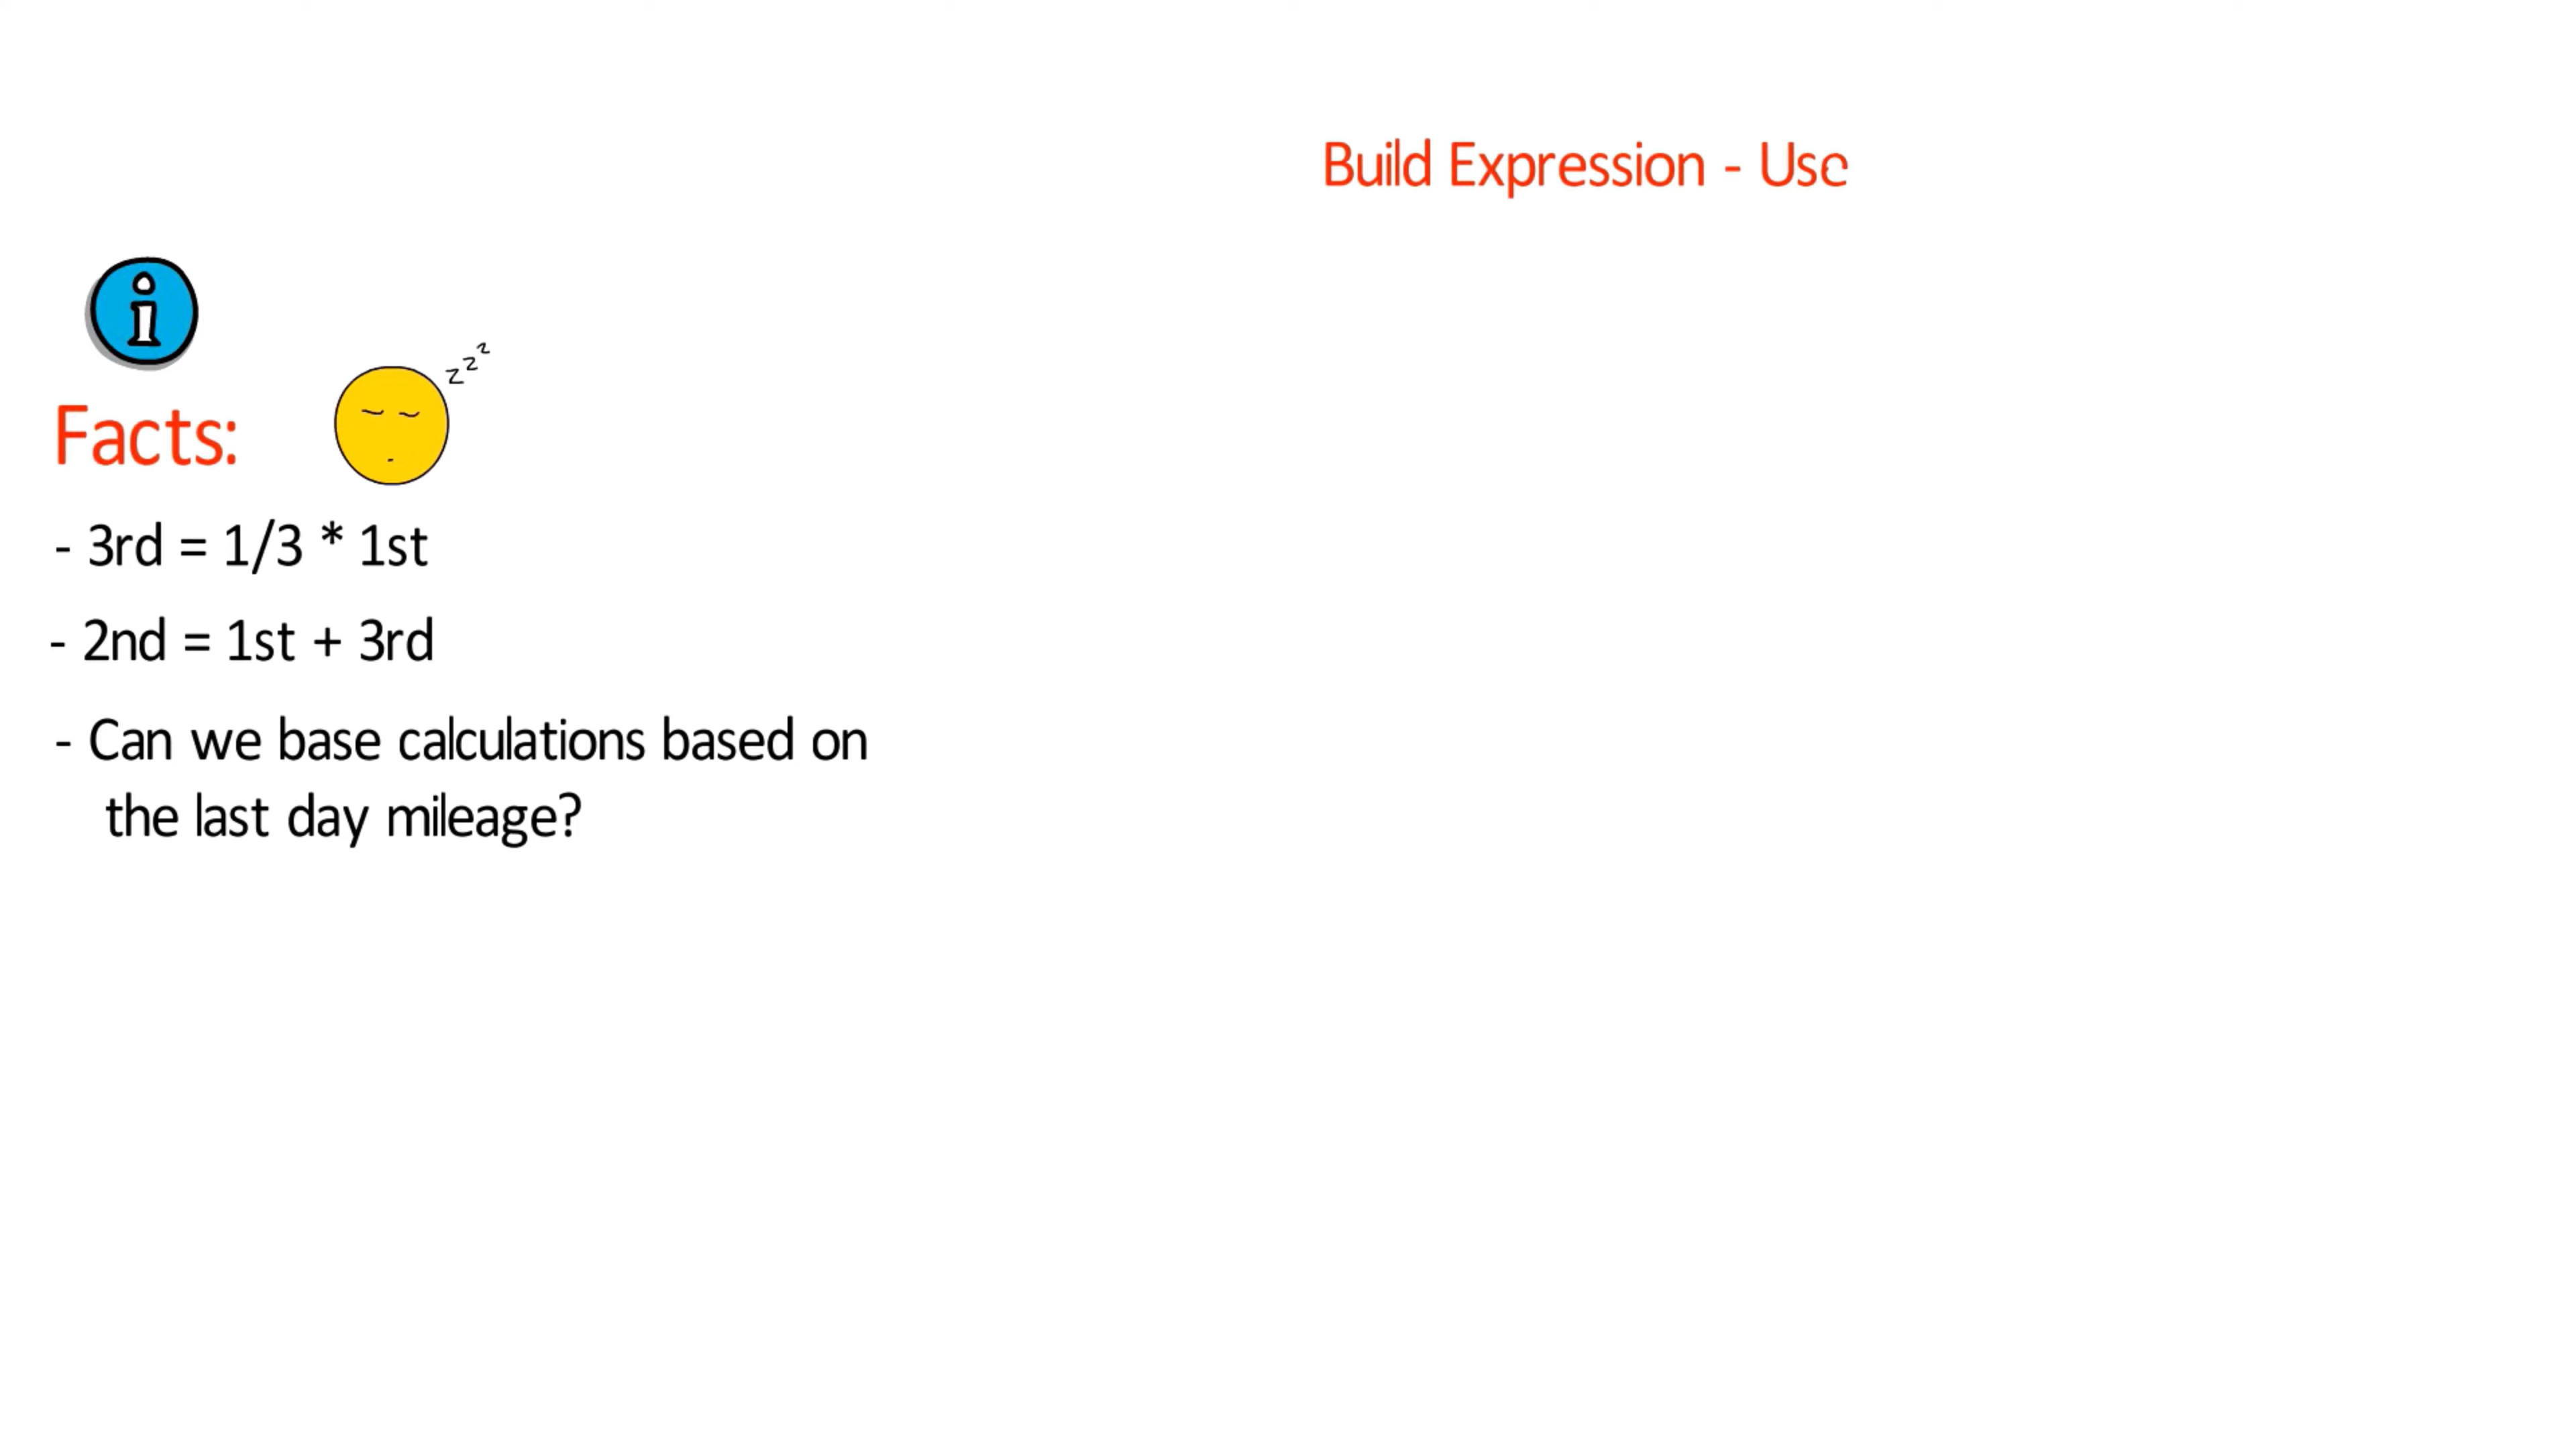 Build Expression - Use
i
z z z
Facts:
- 3rd = 1/3 * 1st
- 2nd = 1st + 3rd
- Can we base calculations based on
the last day mileage?